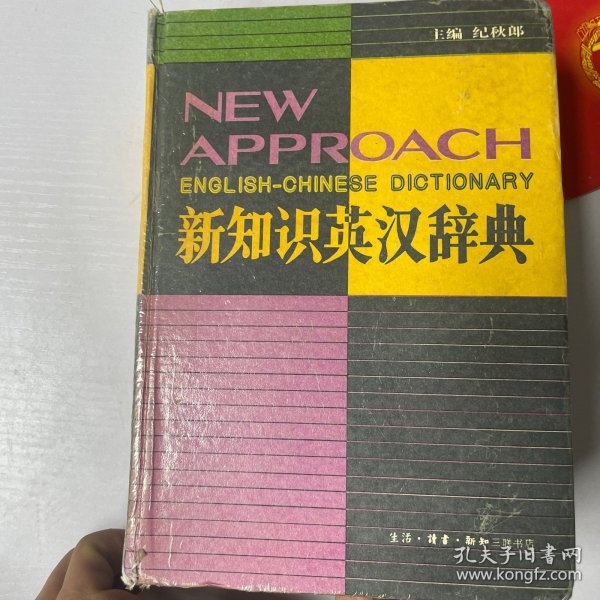 主编 纪秋郎
NEW
APPROACH
ENGLISH-CHINESE DICTIONARY
新知识英汉辞典
生活·读书·新知三联书店
孔夫子旧书网
www.kongfz.com